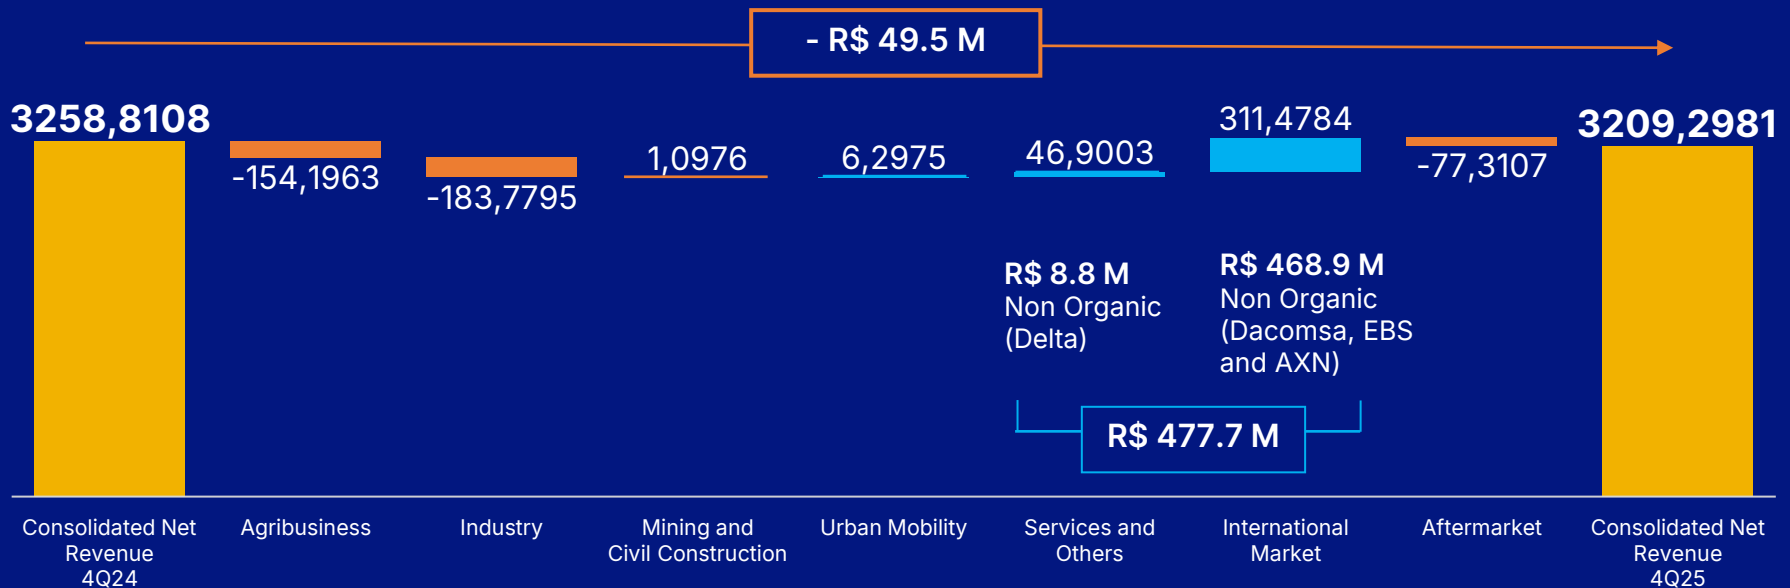 - R$ 49.5 M
3258,8108
-154,1963
-183,7795
1,0976
6,2975
46,9003
311,4784
-77,3107
3209,2981
R$ 8.8 M
Non Organic
(Delta)
R$ 468.9 M
Non Organic
(Dacomsa, EBS
and AXN)
R$ 477.7 M
Consolidated Net
Revenue
4Q24
Agribusiness
Industry
Mining and
Civil Construction
Urban Mobility
Services and
Others
International
Market
Aftermarket
Consolidated Net
Revenue
4Q25